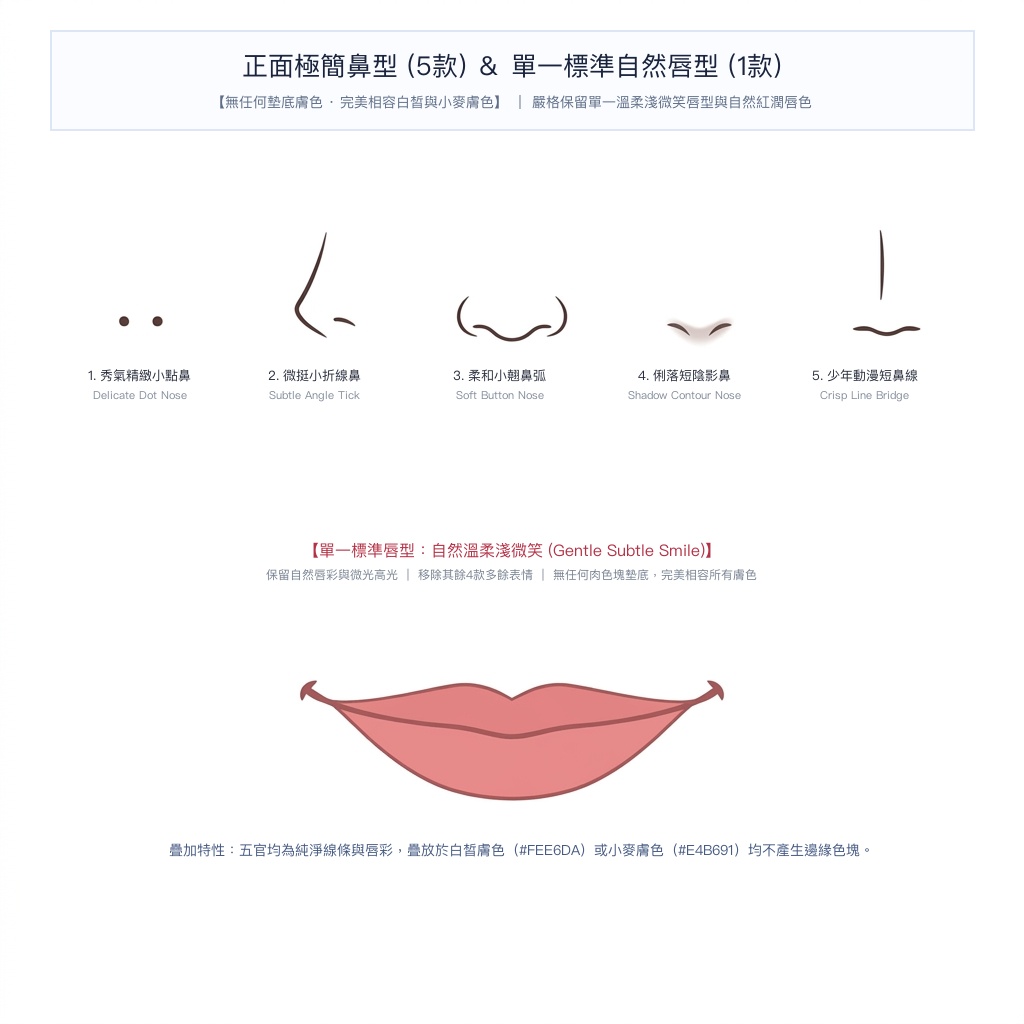 正面極簡鼻型 (5款) & 單一標準自然唇型 (1款)
【無任何墊底膚色 · 完美相容白皙與小麥膚色】 | 嚴格保留單一溫柔淺微笑唇型與自然紅潤唇色
1. 秀氣精緻小點鼻
Delicate Dot Nose
2. 微挺小折線鼻
Subtle Angle Tick
3. 柔和小翹鼻弧
Soft Button Nose
4. 俐落短陰影鼻
Shadow Contour Nose
5. 少年動漫短鼻線
Crisp Line Bridge
【單一標準唇型：自然溫柔淺微笑 (Gentle Subtle Smile)】
保留自然唇彩與微光高光 | 移除其餘4款多餘表情 | 無任何肉色塊墊底，完美相容所有膚色
疊加特性：五官均為純淨線條與唇彩，疊放於白皙膚色（#FEE6DA）或小麥膚色（#E4B691）均不產生邊緣色塊。